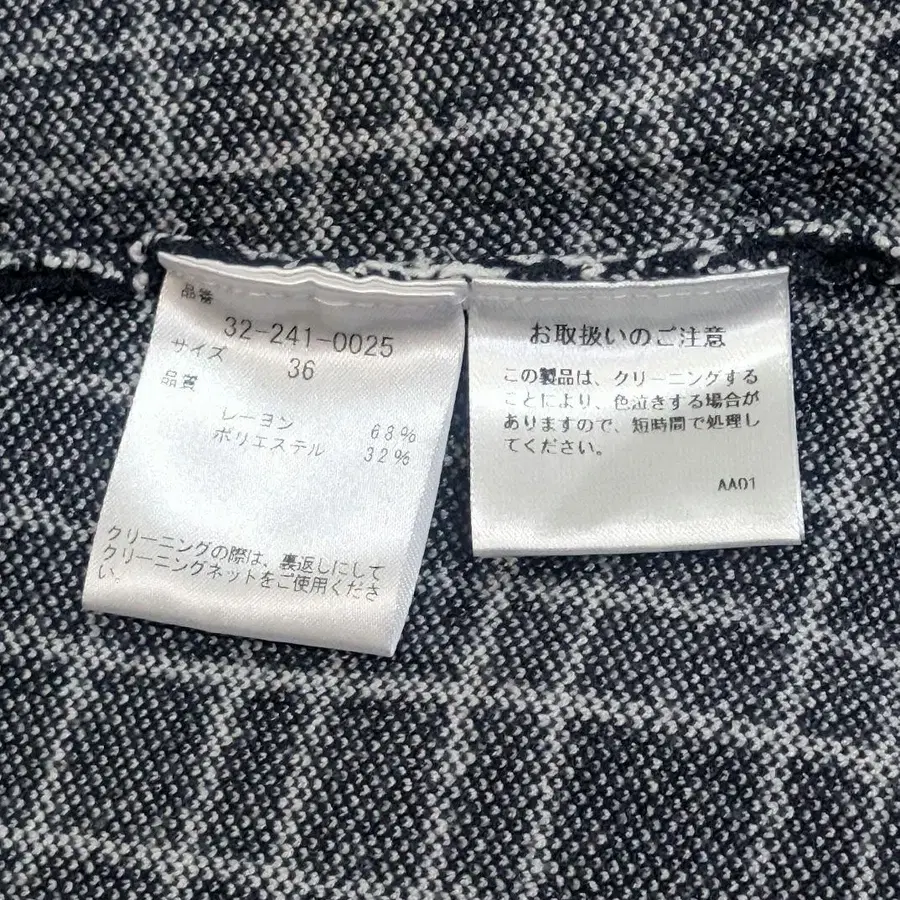 品番
32-241-0025
サイズ 36
品質
レーヨン 68%
ポリエステル 32%
クリーニングの際は、裏返しにして
クリーニングネットをご使用くださ
い。
お取扱いのご注意
この製品は、クリーニングする
ことにより、色泣きする場合が
ありますので、短時間で処理し
てください。
AA01